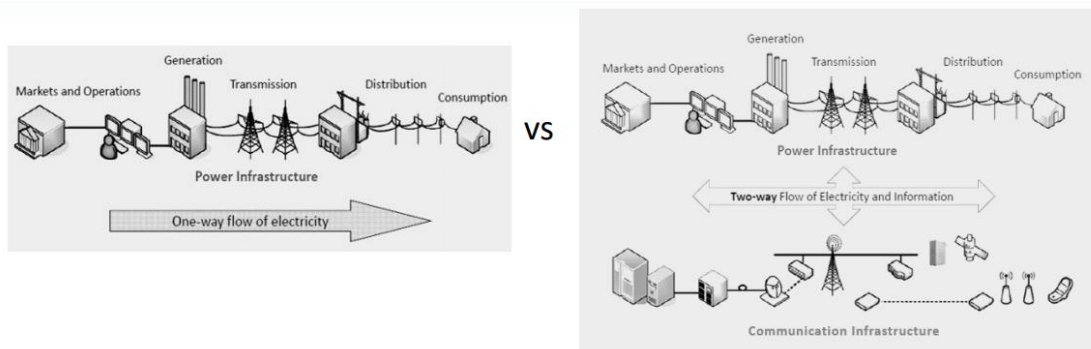 Generation
Markets and Operations
Transmission
Distribution
Consumption
Power Infrastructure
One-way flow of electricity
VS
Generation
Markets and Operations
Transmission
Distribution
Consumption
Power Infrastructure
Two-way Flow of Electricity and Information
Communication Infrastructure